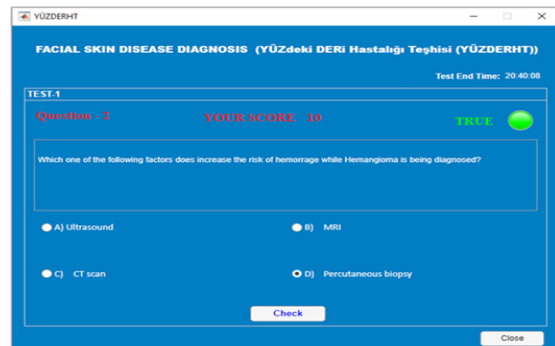 YÜZDERHT
FACIAL SKIN DISEASE DIAGNOSIS (YÜZdeki DERi Hastalığı Teşhisi (YÜZDERHT))
Test End Time: 20:40:08
TEST-1
Question - 2 YOUR SCORE 10 TRUE
Which one of the following factors does increase the risk of hemorrage while Hemangioma is being diagnosed?
A) Ultrasound B) MRI
C) CT scan D) Percutaneous biopsy
Check
Close